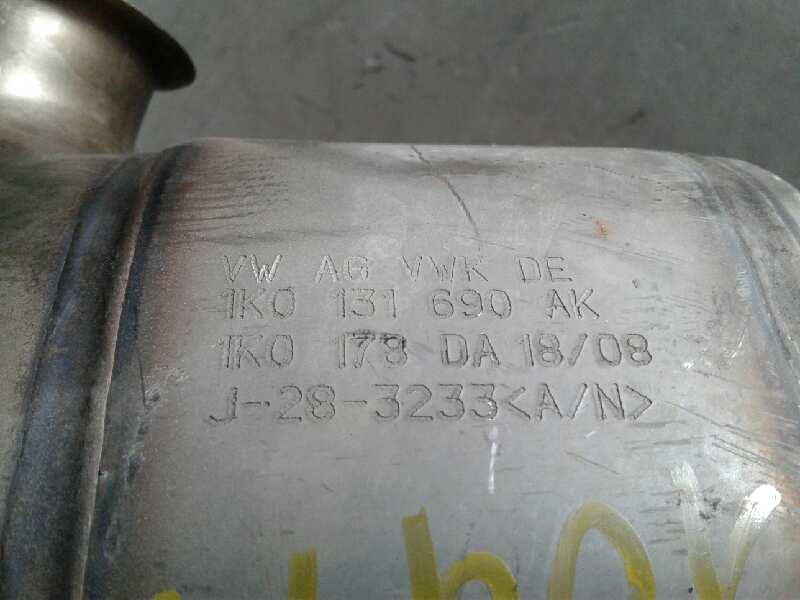 VW AG VWK DE
1K0 131 690 AK
1K0 178 DA 18/08
J-28-3233<A/N>